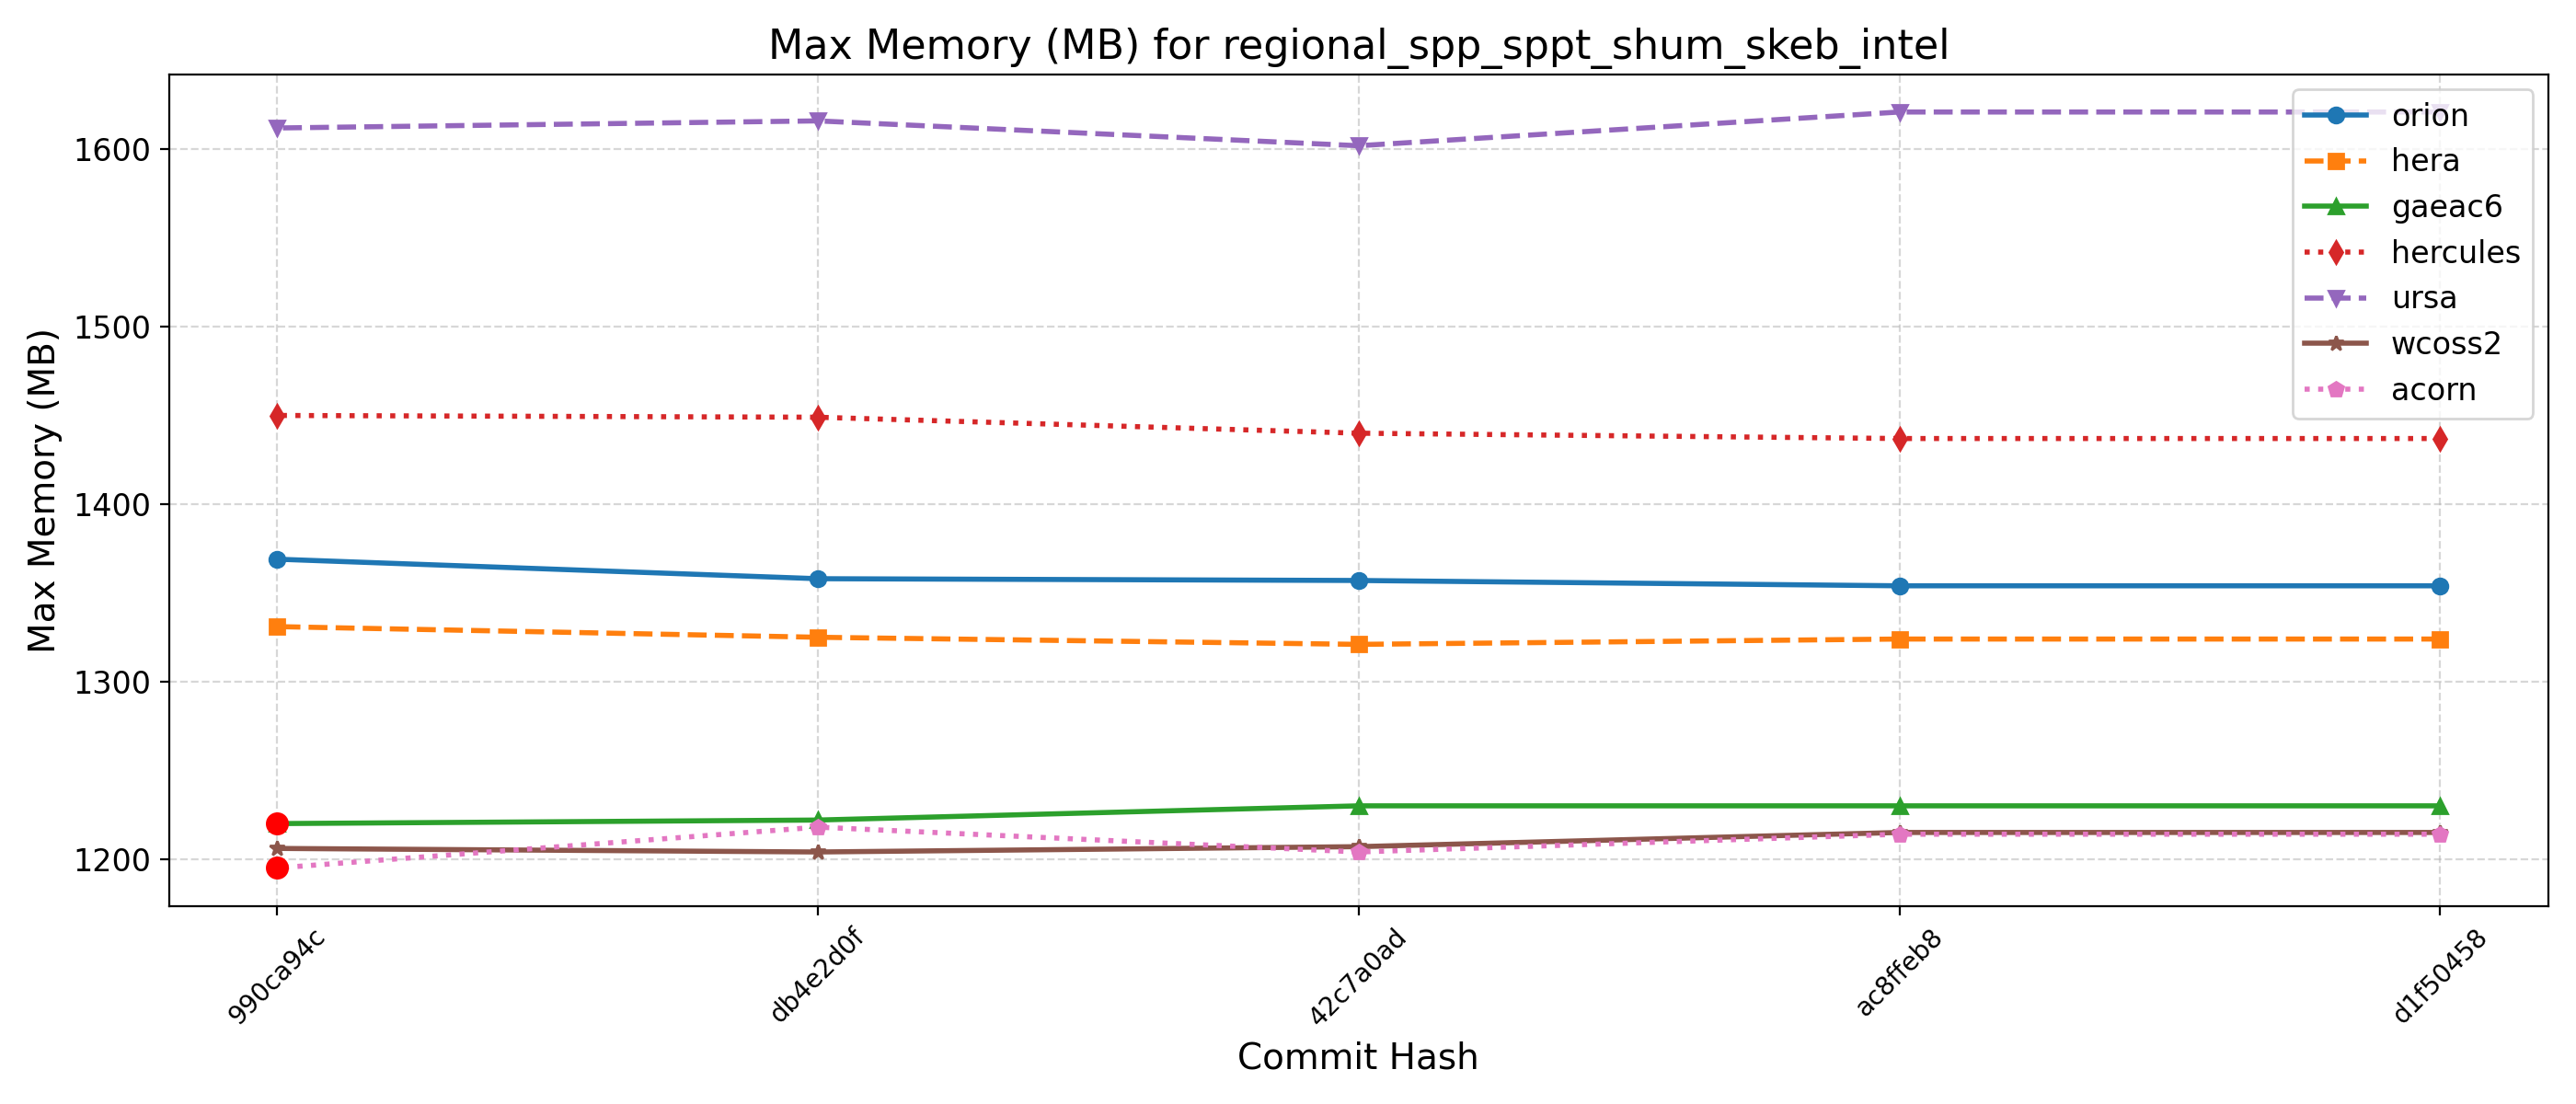 Max Memory (MB) for regional_spp_sppt_shum_skeb_intel
Max Memory (MB)
1600
1500
1400
1300
1200
orion
hera
gaeac6
hercules
ursa
wcoss2
acorn
990ca94c
db4e2d0f
42c7a0ad
ac8ffeb8
d1f50458
Commit Hash